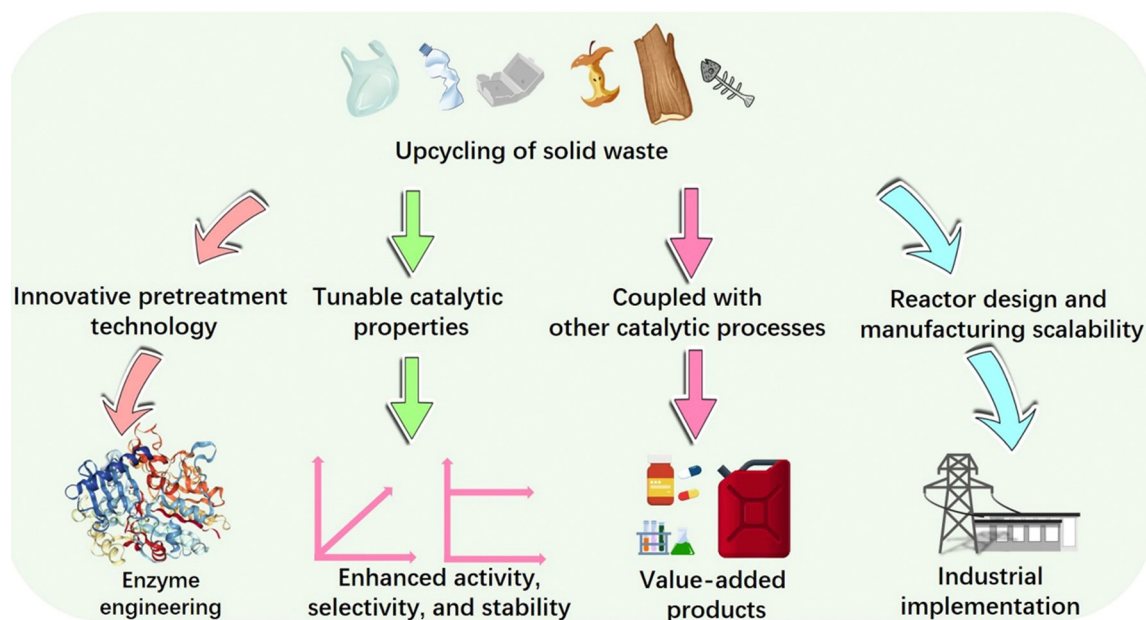 Upcycling of solid waste
Innovative pretreatment
technology
Tunable catalytic
properties
Coupled with
other catalytic processes
Reactor design and
manufacturing scalability
Enzyme
engineering
Enhanced activity,
selectivity, and stability
Value-added
products
Industrial
implementation